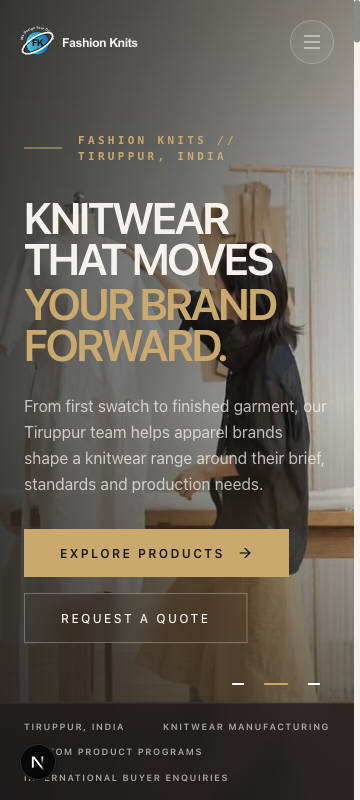 FK
Fashion Knits
FASHION KNITS //
TIRUPPUR, INDIA
KNITWEAR
THAT MOVES
YOUR BRAND
FORWARD.
From first swatch to finished garment, our
Tiruppur team helps apparel brands
shape a knitwear range around their brief,
standards and production needs.
EXPLORE PRODUCTS →
REQUEST A QUOTE
TIRUPPUR, INDIA KNITWEAR MANUFACTURING
PRODUCT PROGRAMS
BUYER ENQUIRIES
N